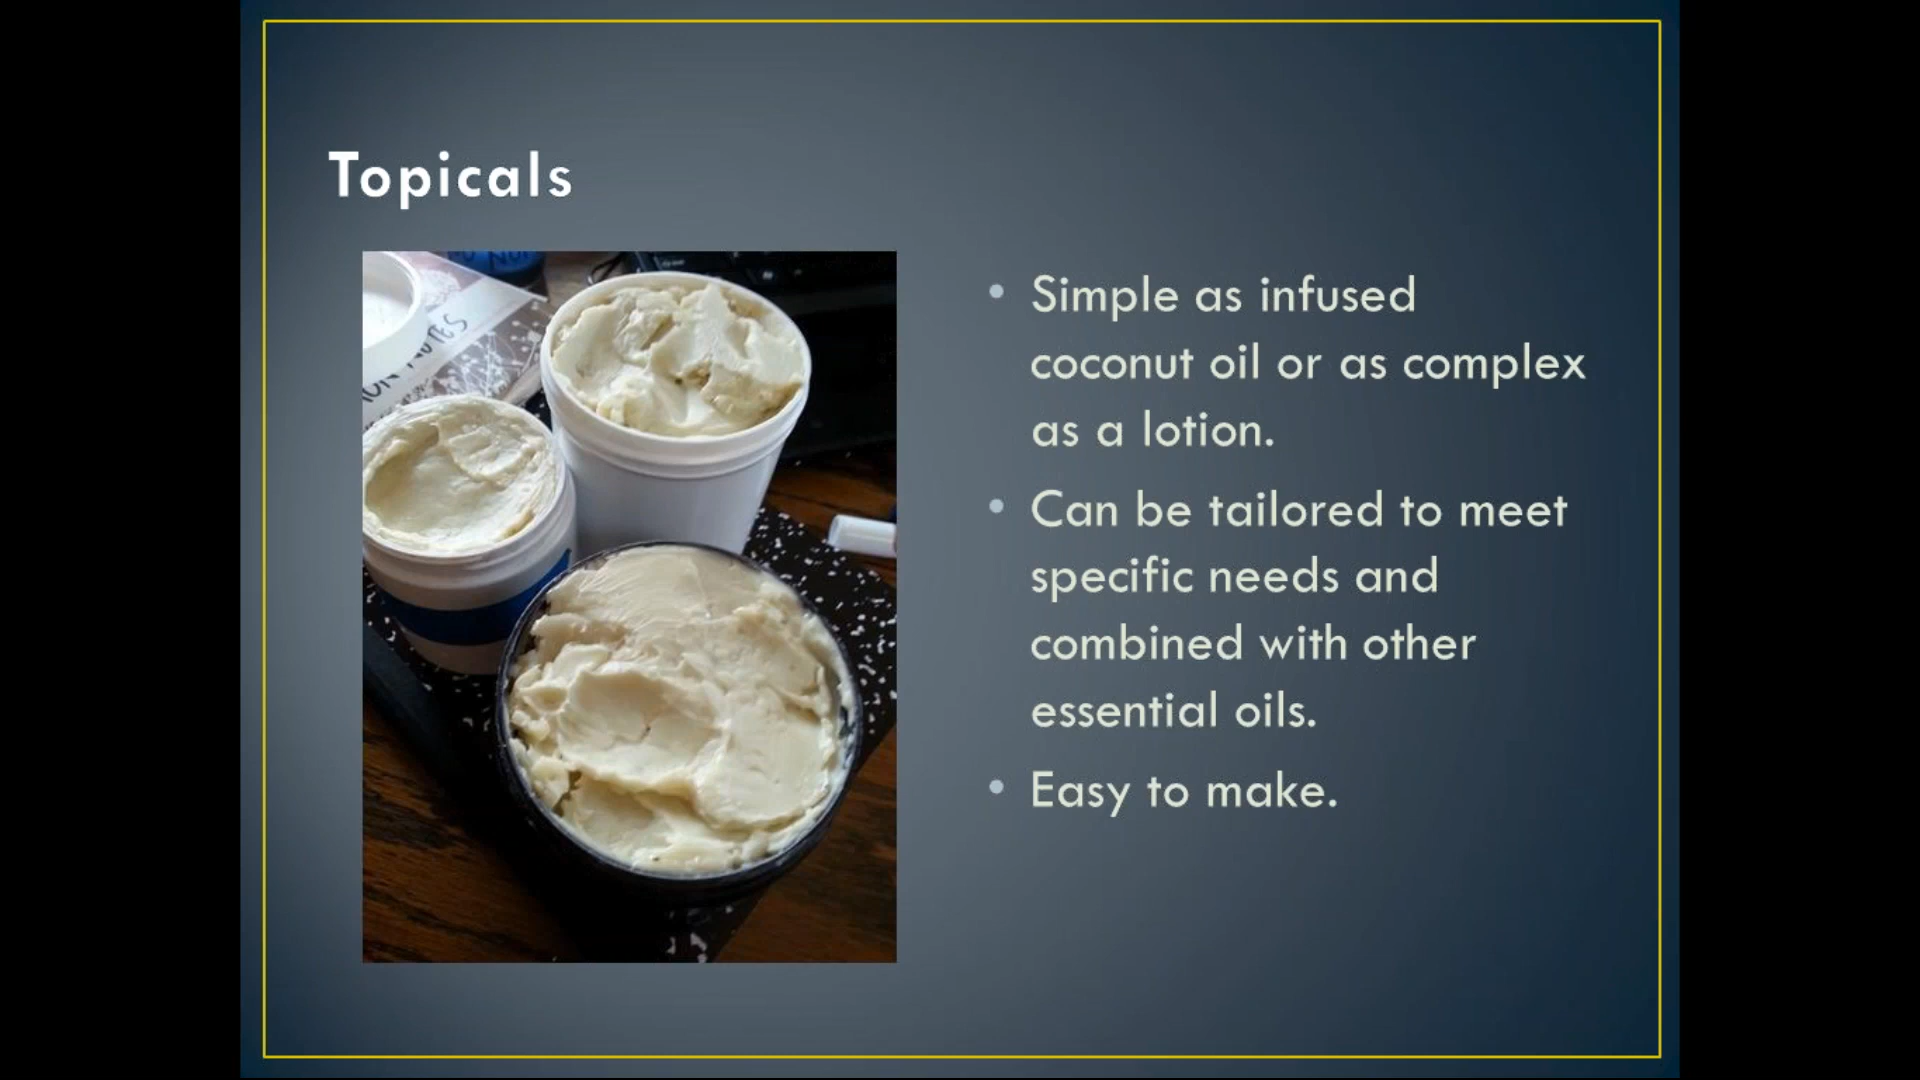 Topicals
NOTES
Simple as infused
coconut oil or as complex
as a lotion.
Can be tailored to meet
specific needs and
combined with other
essential oils.
Easy to make.